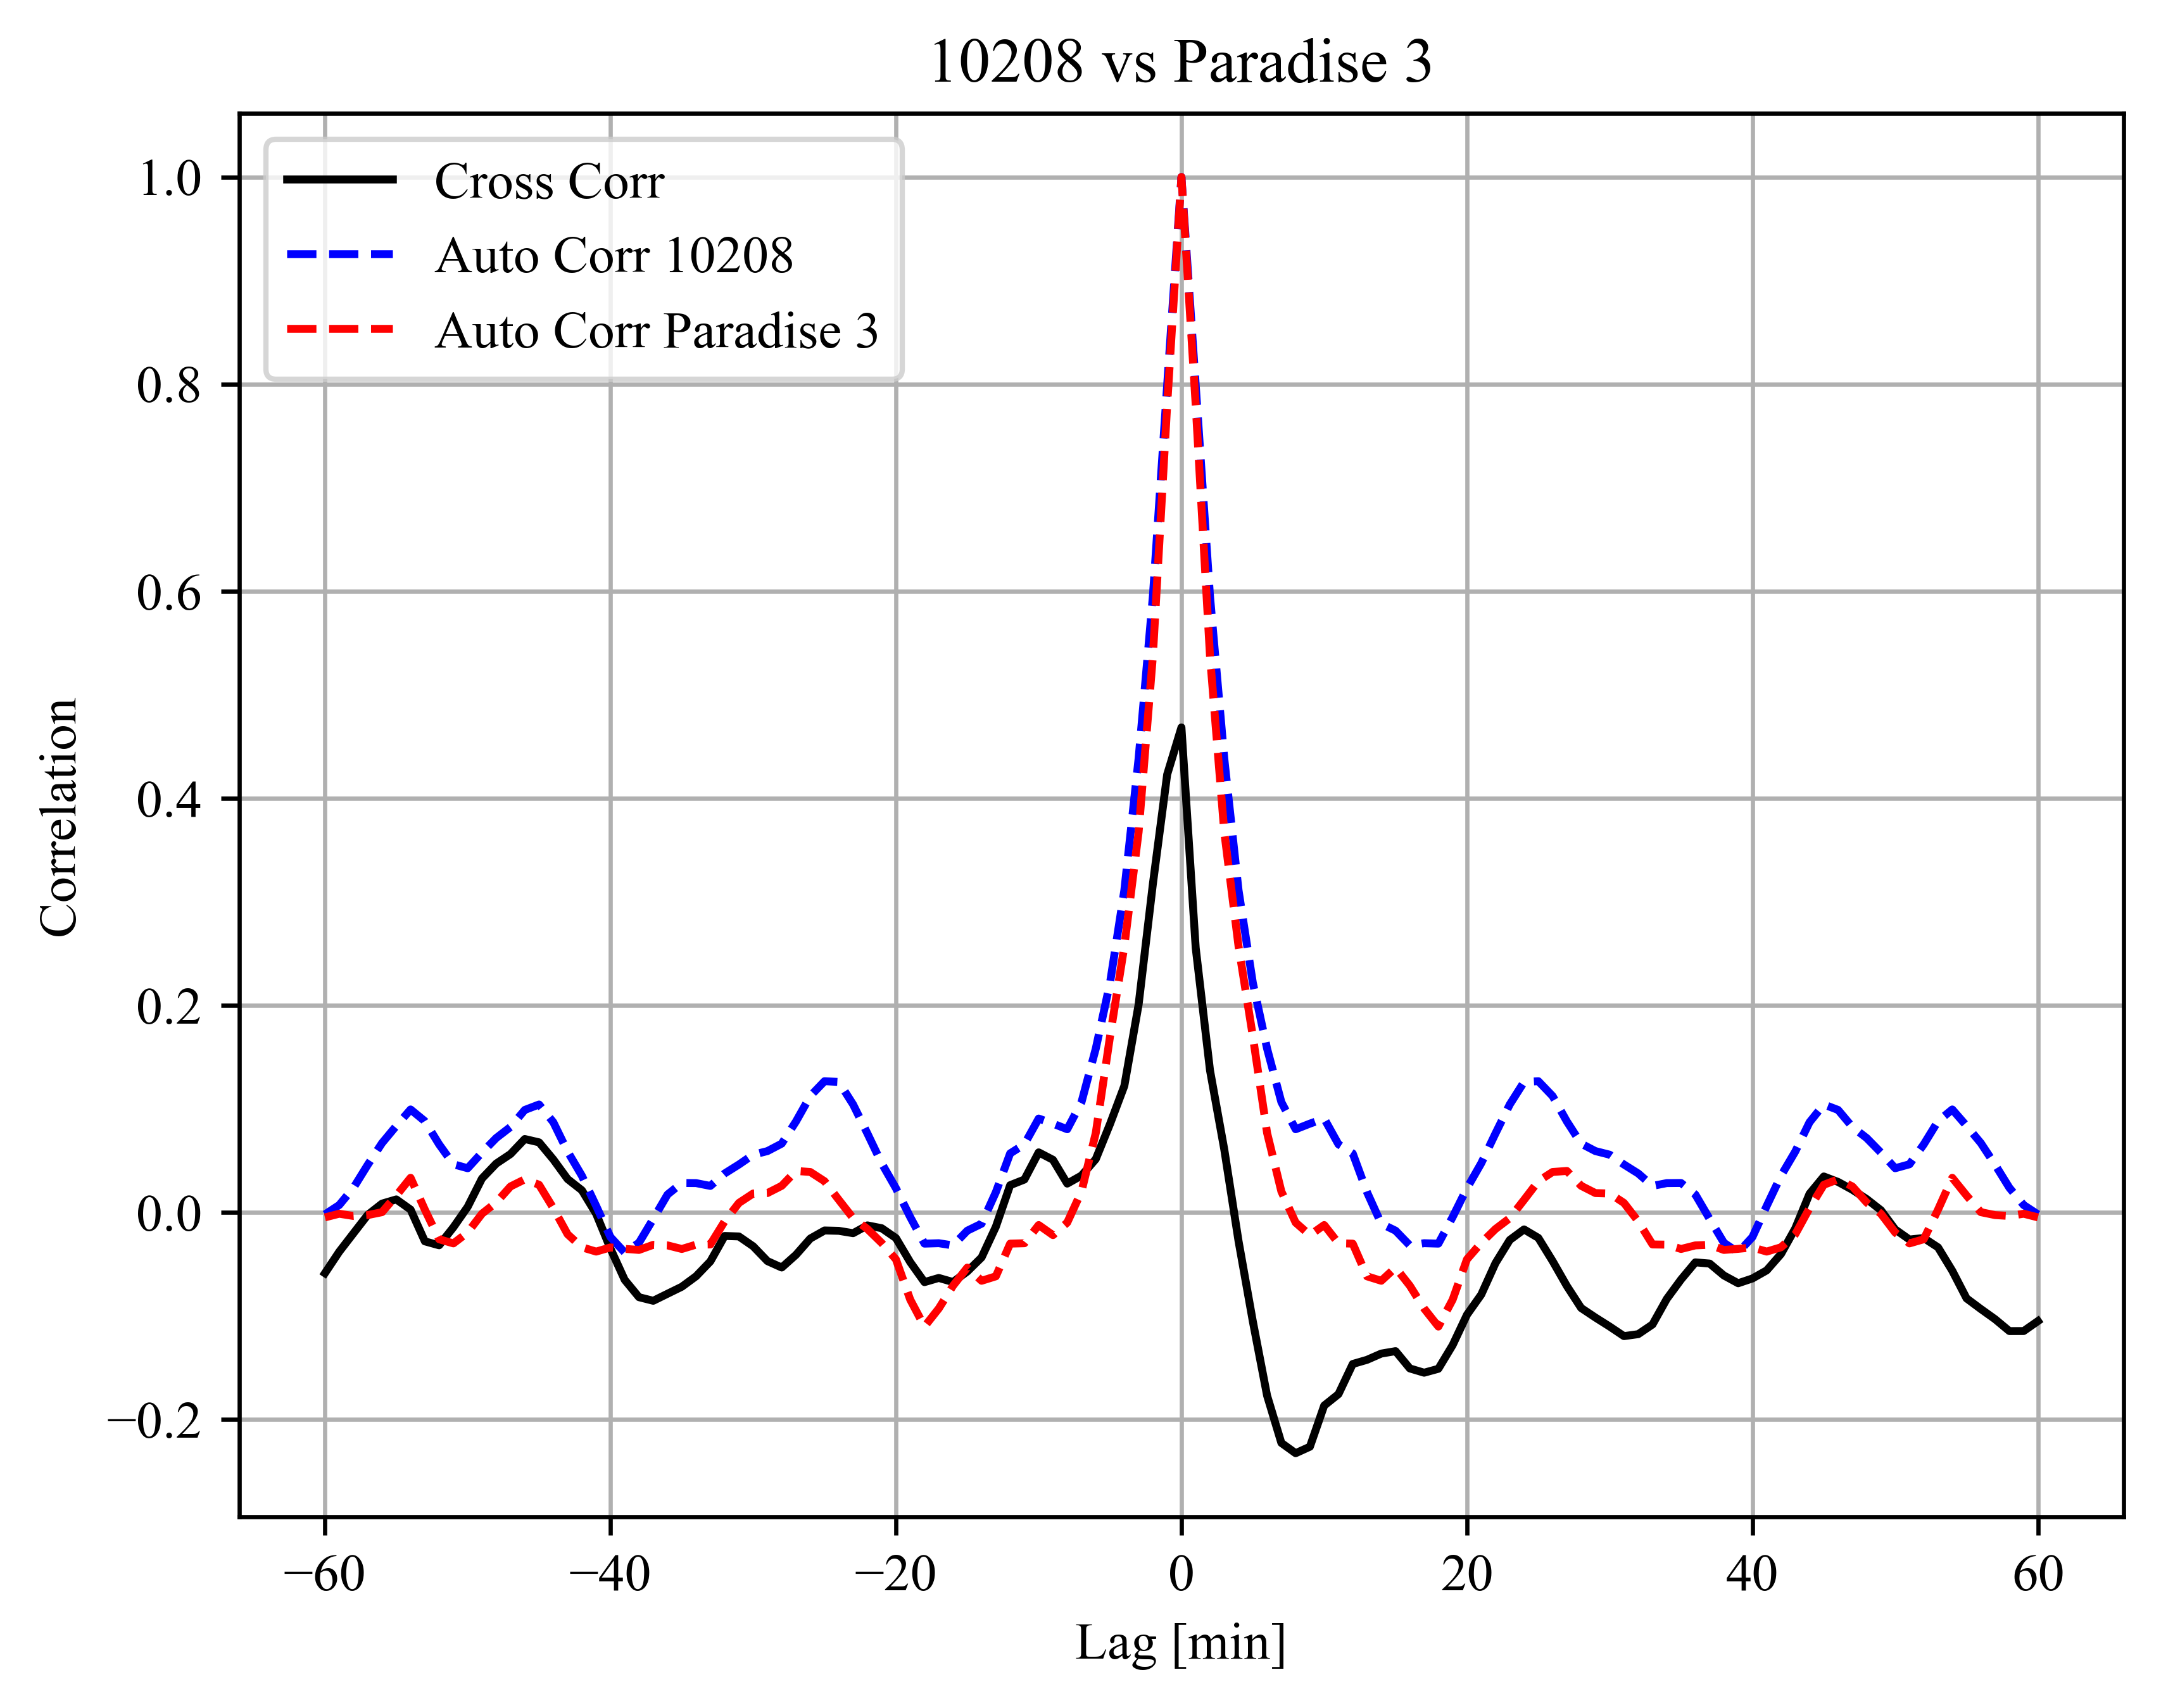 10208 vs Paradise 3
Cross Corr
Auto Corr 10208
Auto Corr Paradise 3
1.0
0.8
0.6
0.4
0.2
0.0
−0.2
Correlation
−60
−40
−20
0
20
40
60
Lag [min]